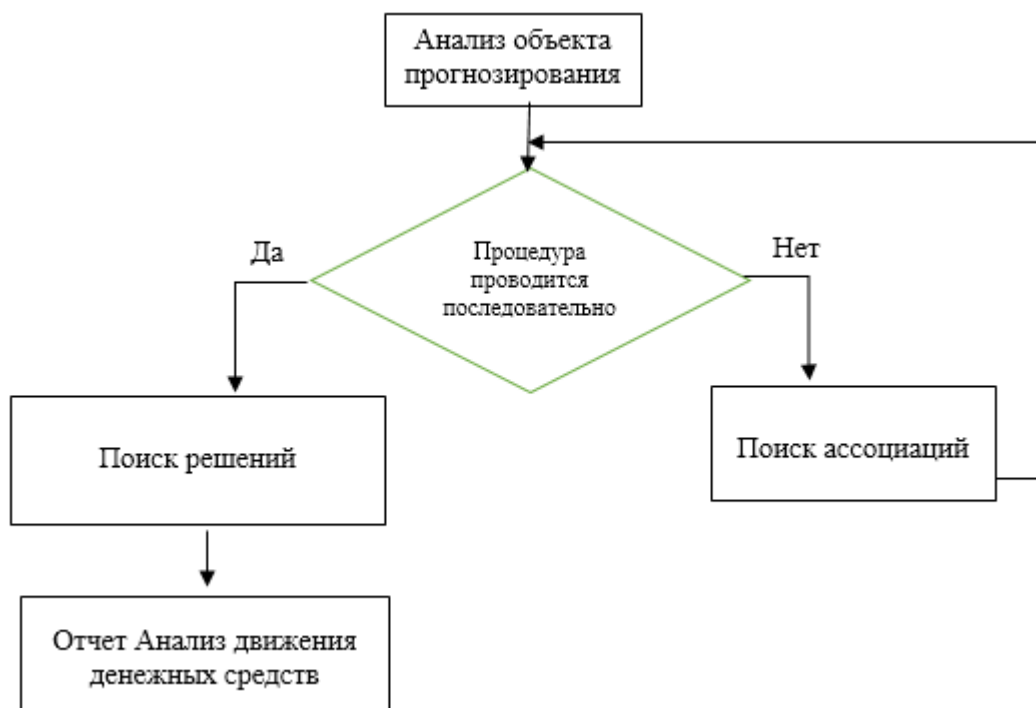 Анализ объекта
прогнозирования
Да
Нет
Процедура
проводится
последовательно
Поиск решений
Поиск ассоциаций
Отчет Анализ движения
денежных средств